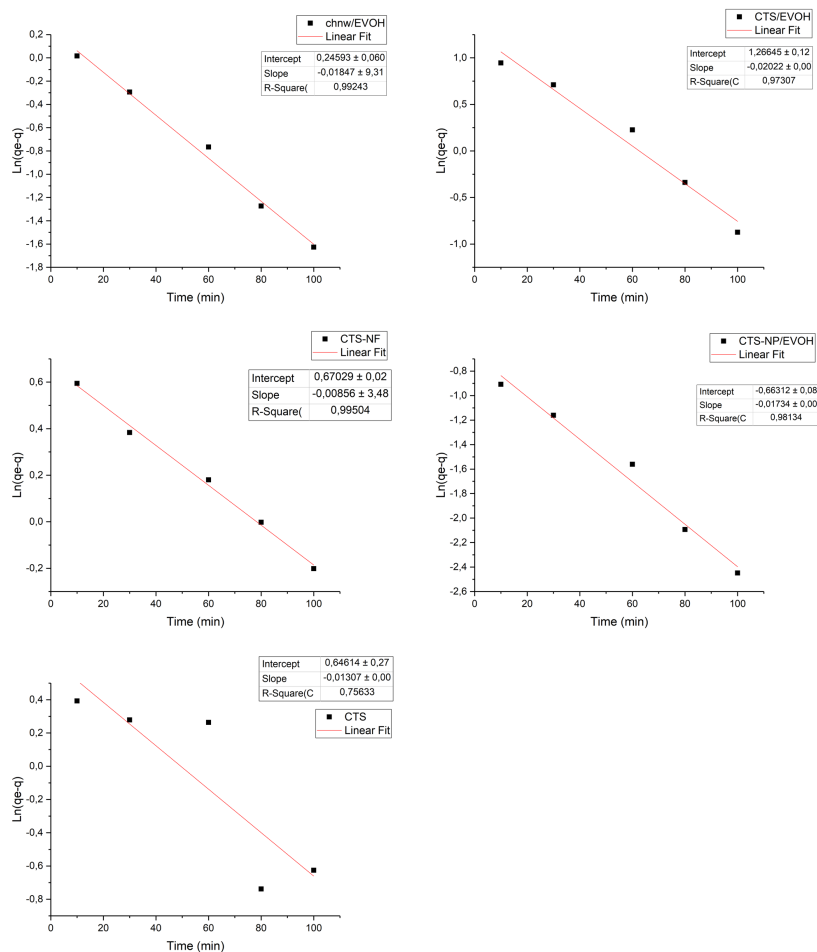 chnw/EVOH
Linear Fit
Intercept 0,24593 ± 0,060
Slope -0,01847 ± 9,31
R-Square( 0,99243
0,2
0,0
-0,2
-0,4
-0,6
-0,8
-1,0
-1,2
-1,4
-1,6
-1,8
Ln(qe-q)
0 20 40 60 80 100
Time (min)
CTS/EVOH
Linear Fit
Intercept 1,26645 ± 0,12
Slope -0,02022 ± 0,00
R-Square(C 0,97307
1,0
0,5
0,0
-0,5
-1,0
Ln(qe-q)
0 20 40 60 80 100
Time (min)
CTS-NF
Linear Fit
Intercept 0,67029 ± 0,02
Slope -0,00856 ± 3,48
R-Square( 0,99504
0,6
0,4
0,2
0,0
-0,2
Ln(qe-q)
0 20 40 60 80 100
Time (min)
CTS-NP/EVOH
Linear Fit
Intercept -0,66312 ± 0,08
Slope -0,01734 ± 0,00
R-Square(C 0,98134
-0,8
-1,0
-1,2
-1,4
-1,6
-1,8
-2,0
-2,2
-2,4
-2,6
Ln(qe-q)
0 20 40 60 80 100
Time (min)
Intercept 0,64614 ± 0,27
Slope -0,01307 ± 0,00
R-Square(C 0,75633
CTS
Linear Fit
0,4
0,2
0,0
-0,2
-0,4
-0,6
-0,8
Ln(qe-q)
0 20 40 60 80 100
Time (min)